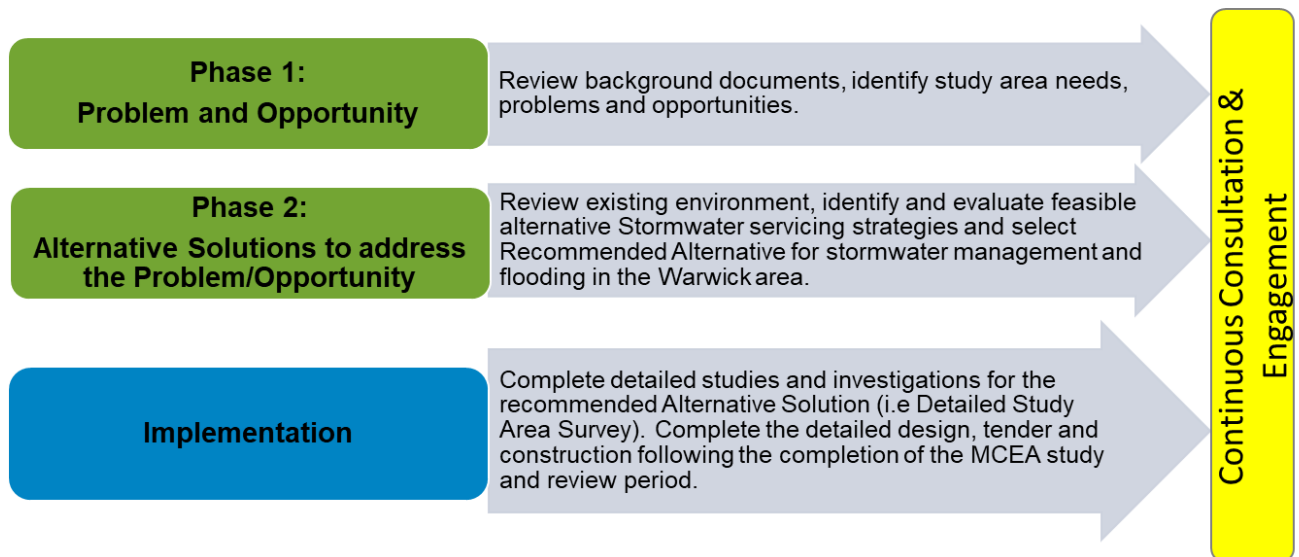 Phase 1:
Problem and Opportunity
Review background documents, identify study area needs,
problems and opportunities.
Phase 2:
Alternative Solutions to address
the Problem/Opportunity
Review existing environment, identify and evaluate feasible
alternative Stormwater servicing strategies and select
Recommended Alternative for stormwater management and
flooding in the Warwick area.
Implementation
Complete detailed studies and investigations for the
recommended Alternative Solution (i.e Detailed Study
Area Survey). Complete the detailed design, tender and
construction following the completion of the MCEA study
and review period.
Continuous Consultation &
Engagement